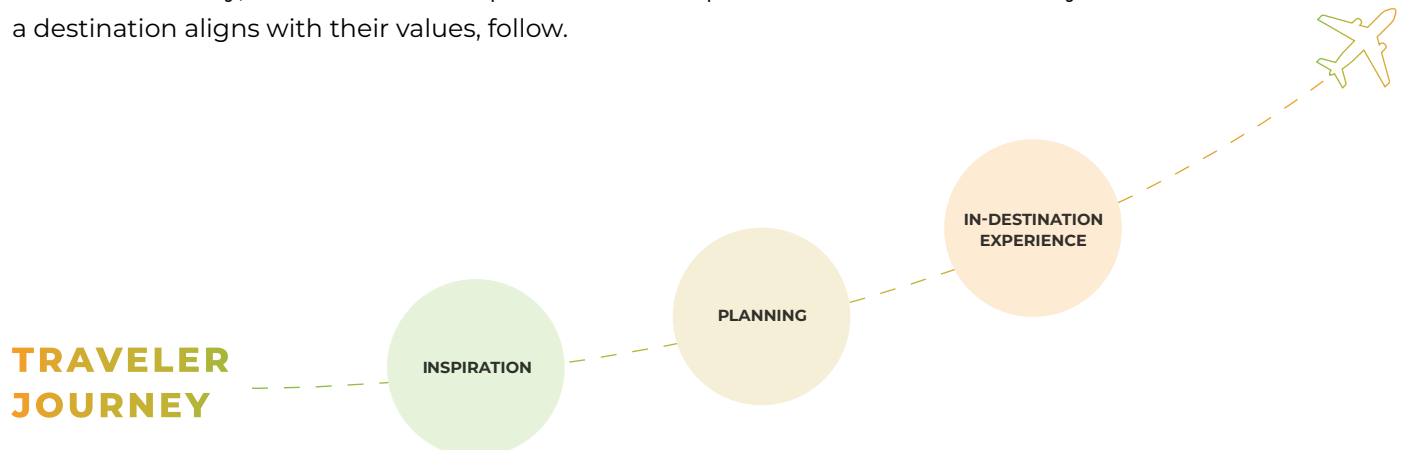 a destination aligns with their values, follow.
IN-DESTINATION
EXPERIENCE
PLANNING
INSPIRATION
TRAVELER
JOURNEY